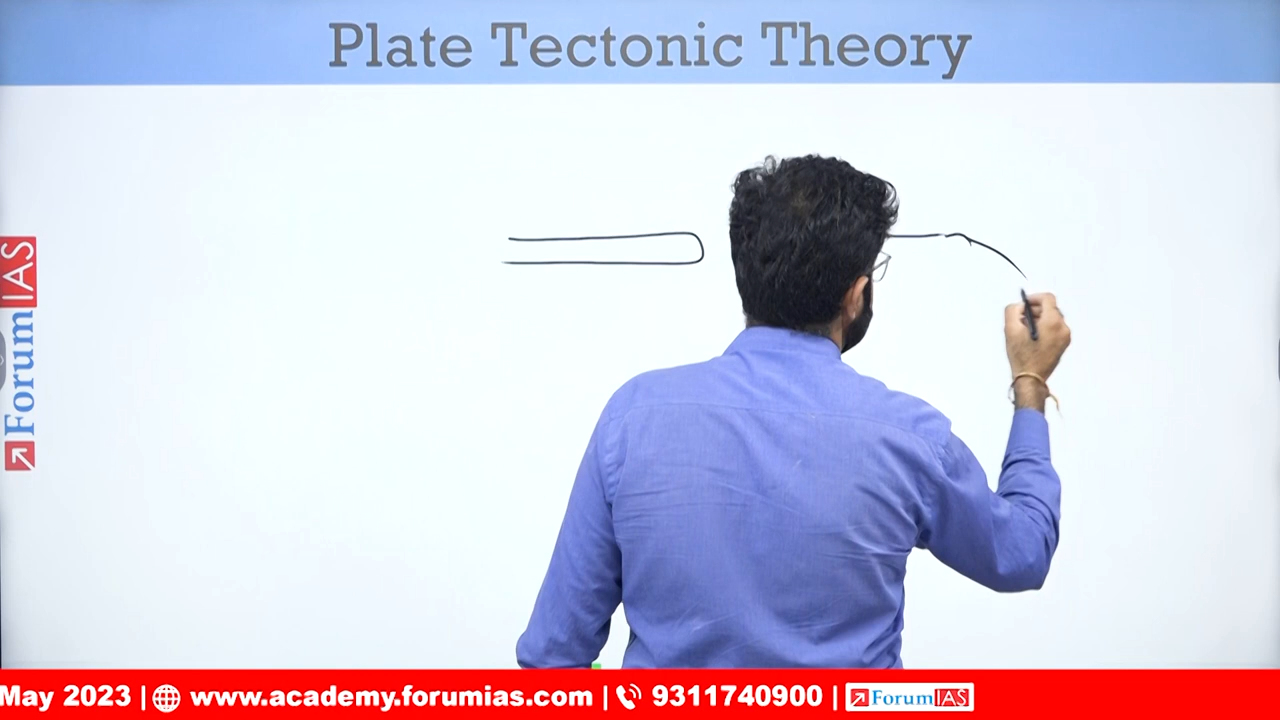 Plate Tectonic Theory
ForumIAS
May 2023 | www.academy.forumias.com | 9311740900 | ForumIAS